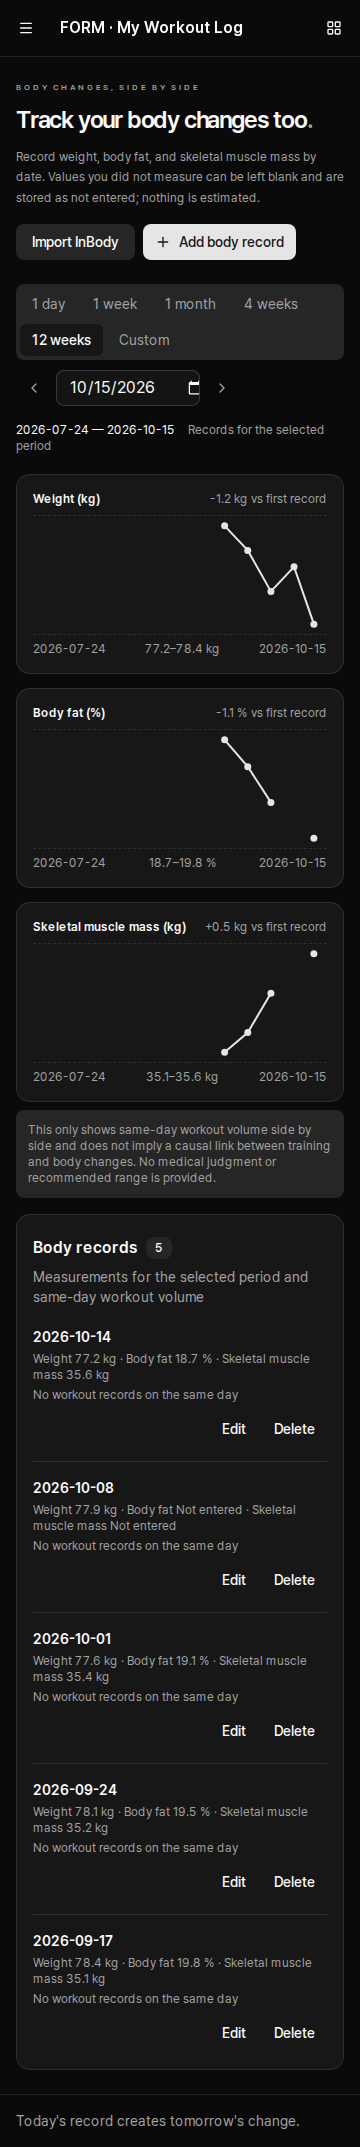 FORM · My Workout Log
BODY CHANGES, SIDE BY SIDE
Track your body changes too.
Record weight, body fat, and skeletal muscle mass by
date. Values you did not measure can be left blank and are
stored as not entered; nothing is estimated.
Import InBody
Add body record
1 day 1 week 1 month 4 weeks
12 weeks Custom
10/15/2026
2026-07-24 — 2026-10-15 Records for the selected
period
Weight (kg) -1.2 kg vs first record
2026-07-24 77.2–78.4 kg 2026-10-15
Body fat (%) -1.1 % vs first record
2026-07-24 18.7–19.8 % 2026-10-15
Skeletal muscle mass (kg) +0.5 kg vs first record
2026-07-24 35.1–35.6 kg 2026-10-15
This only shows same-day workout volume side by
side and does not imply a causal link between training
and body changes. No medical judgment or
recommended range is provided.
Body records 5
Measurements for the selected period and
same-day workout volume
2026-10-14
Weight 77.2 kg · Body fat 18.7 % · Skeletal muscle
mass 35.6 kg
No workout records on the same day
Edit Delete
2026-10-08
Weight 77.9 kg · Body fat Not entered · Skeletal
muscle mass Not entered
No workout records on the same day
Edit Delete
2026-10-01
Weight 77.6 kg · Body fat 19.1 % · Skeletal muscle
mass 35.4 kg
No workout records on the same day
Edit Delete
2026-09-24
Weight 78.1 kg · Body fat 19.5 % · Skeletal muscle
mass 35.2 kg
No workout records on the same day
Edit Delete
2026-09-17
Weight 78.4 kg · Body fat 19.8 % · Skeletal muscle
mass 35.1 kg
No workout records on the same day
Edit Delete
Today's record creates tomorrow's change.